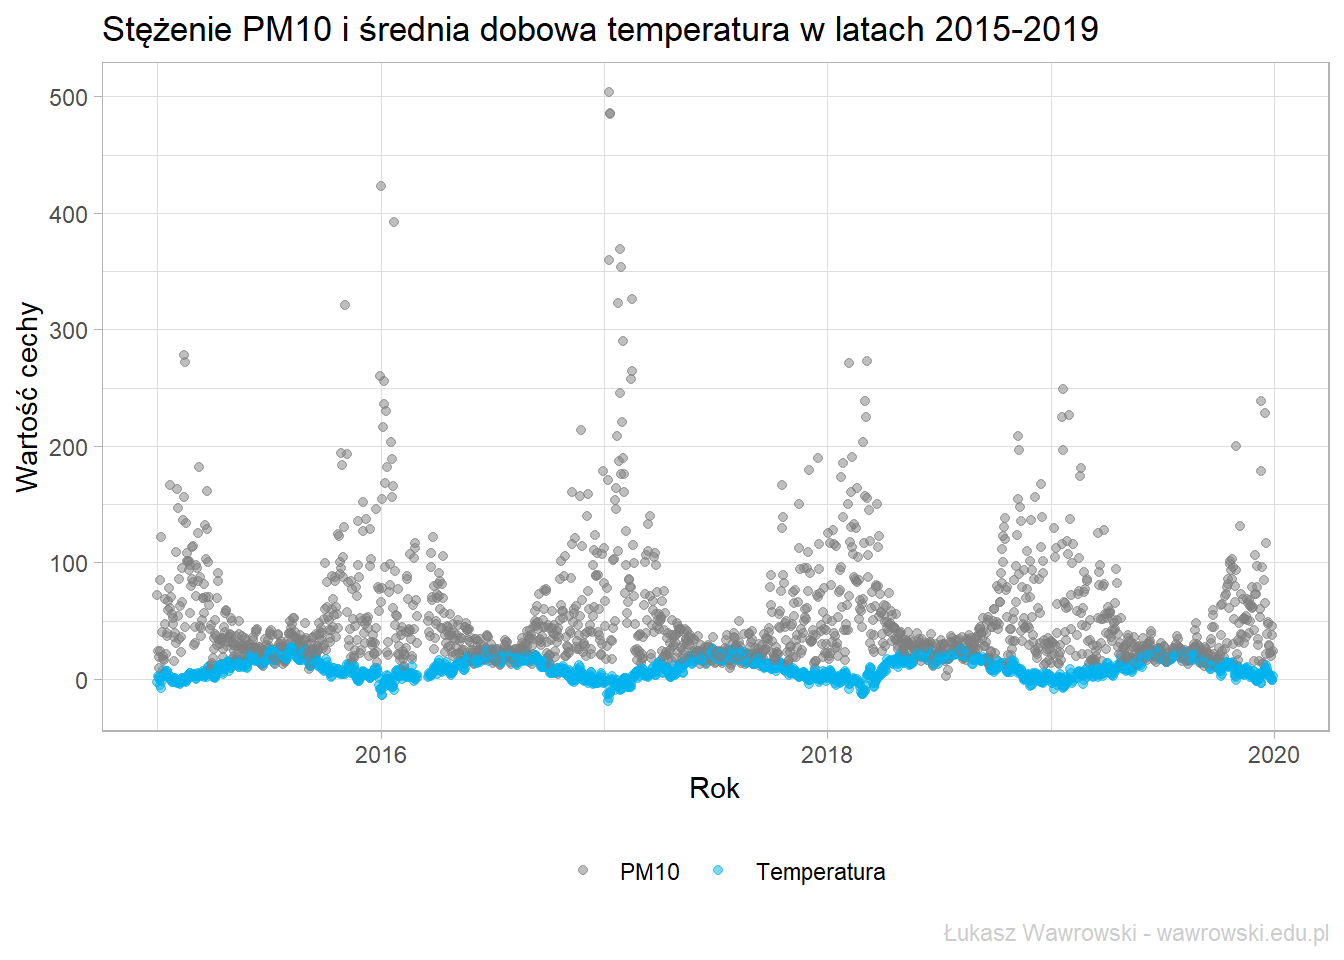 Stężenie PM10 i średnia dobowa temperatura w latach 2015-2019
500
400
300
200
100
0
Wartość cechy
2016
2018
2020
Rok
PM10
Temperatura
Łukasz Wawrowski - wawrowski.edu.pl